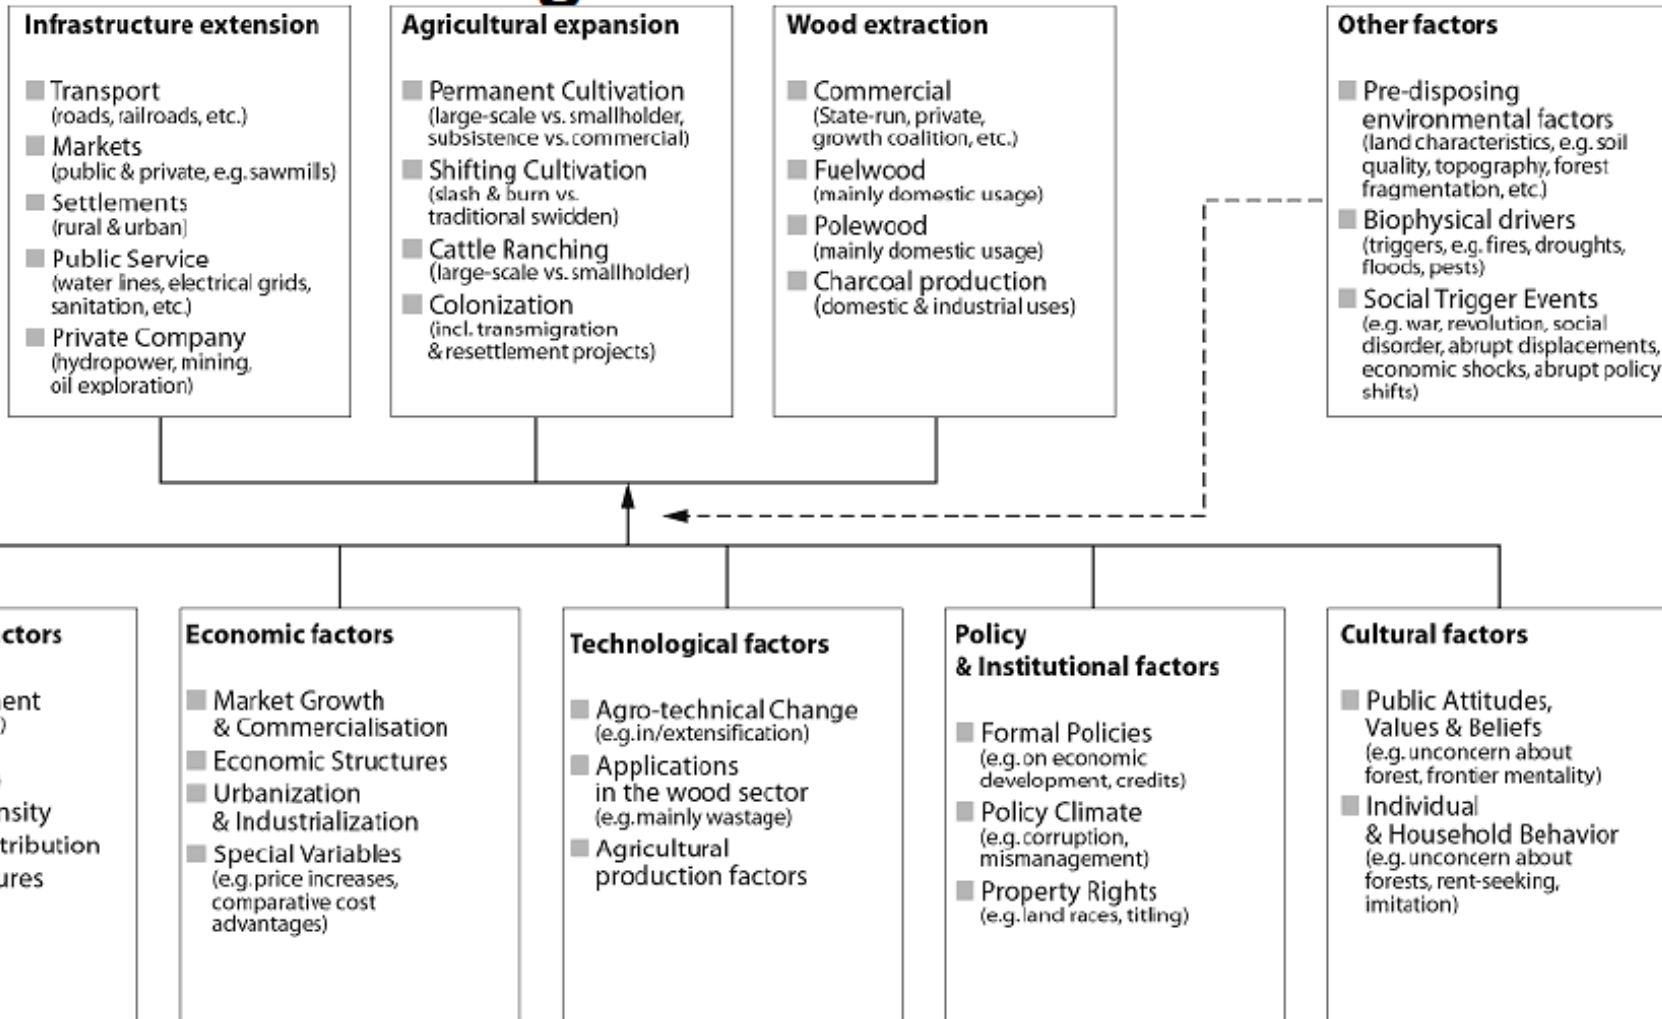 Infrastructure extension
Transport
(roads, railroads, etc.)
Markets
(public & private, e.g. sawmills)
Settlements
(rural & urban)
Public Service
(water lines, electrical grids,
sanitation, etc.)
Private Company
(hydropower, mining,
oil exploration)
Agricultural expansion
Permanent Cultivation
(large-scale vs. smallholder,
subsistence vs. commercial)
Shifting Cultivation
(slash & burn vs.
traditional swidden)
Cattle Ranching
(large-scale vs. smallholder)
Colonization
(incl. transmigration
& resettlement projects)
Wood extraction
Commercial
(State-run, private,
growth coalition, etc.)
Fuelwood
(mainly domestic usage)
Polewood
(mainly domestic usage)
Charcoal production
(domestic & industrial uses)
Other factors
Pre-disposing
environmental factors
(land characteristics, e.g. soil
quality, topography, forest
fragmentation, etc.)
Biophysical drivers
(triggers, e.g. fires, droughts,
floods, pests)
Social Trigger Events
(e.g. war, revolution, social
disorder, abrupt displacements,
economic shocks, abrupt policy
shifts)
ctors
ent
)
nsity
tribution
ures
Economic factors
Market Growth
& Commercialisation
Economic Structures
Urbanization
& Industrialization
Special Variables
(e.g. price increases,
comparative cost
advantages)
Technological factors
Agro-technical Change
(e.g. in/extensification)
Applications
in the wood sector
(e.g. mainly wastage)
Agricultural
production factors
Policy
& Institutional factors
Formal Policies
(e.g. on economic
development, credits)
Policy Climate
(e.g. corruption,
mismanagement)
Property Rights
(e.g. land races, titling)
Cultural factors
Public Attitudes,
Values & Beliefs
(e.g. unconcern about
forest, frontier mentality)
Individual
& Household Behavior
(e.g. unconcern about
forests, rent-seeking,
imitation)